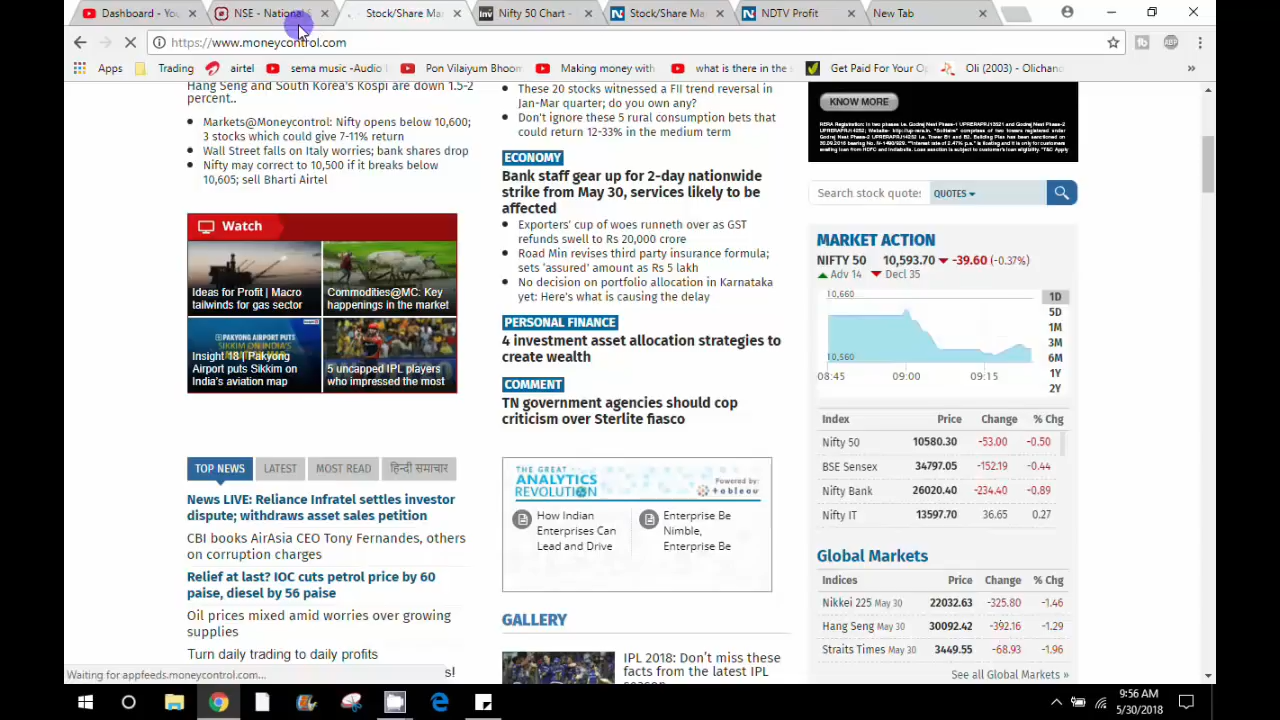 Dashboard - You
NSE - National S
Stock/Share Ma
Nifty 50 Chart -
Stock/Share Ma
NDTV Profit
New Tab
https://www.moneycontrol.com
Apps
Trading
airtel
sema music -Audio
Pon Vaiiyum Bhoom
Making money with
what is there in the
Get Paid For Your O
Oli (2003) - Olichan
»
Hang Seng and South Korea's Kospi are down 1.5-2
percent..
Markets@Moneycontrol: Nifty opens below 10,600;
3 stocks which could give 7-11% return
Wall Street falls on Italy worries; bank shares drop
Nifty may correct to 10,500 if it breaks below
10,605; sell Bharti Airtel
Watch
Ideas for Profit | Macro
tailwinds for gas sector
Commodities@MC: Key
happenings in the market
PAKYONG AIRPORT PUTS
SIKKIM ON INDIA'S
AVIATION MAP
Insight 18 | Pakyong
Airport puts Sikkim on
India's aviation map
5 uncapped IPL players
who impressed the most
TOP NEWS
LATEST
MOST READ
हिन्दी समाचार
News LIVE: Reliance Infratel settles investor
dispute; withdraws asset sales petition
CBI books AirAsia CEO Tony Fernandes, others
on corruption charges
Relief at last? IOC cuts petrol price by 60
paise, diesel by 56 paise
Oil prices mixed amid worries over growing
supplies
Turn daily trading to daily profits
s!
Waiting for appfeeds.moneycontrol.com...
These 20 stocks witnessed a FII trend reversal in
Jan-Mar quarter; do you own any?
Don't ignore these 5 rural consumption bets that
could return 12-33% in the medium term
ECONOMY
Bank staff gear up for 2-day nationwide
strike from May 30, services likely to be
affected
Exporters' cup of woes runneth over as GST
refunds swell to Rs 20,000 crore
Road Min revises third party insurance formula;
sets 'assured' amount as Rs 5 lakh
No decision on portfolio allocation in Karnataka
yet: Here's what is causing the delay
PERSONAL FINANCE
4 investment asset allocation strategies to
create wealth
COMMENT
TN government agencies should cop
criticism over Sterlite fiasco
THE GREAT
ANALYTICS
REVOLUTION
Powered by:
tableau
How Indian
Enterprises Can
Lead and Drive
Enterprise Be
Nimble,
Enterprise Be
GALLERY
IPL 2018: Don't miss these
facts from the latest IPL
KNOW MORE
Search stock quotes
QUOTES
MARKET ACTION
NIFTY 50 10,593.70 -39.60 (-0.37%)
Adv 14 Decl 35
10,660
10,560
08:45 09:00 09:15
1D
5D
1M
3M
6M
1Y
2Y
Index Price Change % Chg
Nifty 50 10580.30 -53.00 -0.50
BSE Sensex 34797.05 -152.19 -0.44
Nifty Bank 26020.40 -234.40 -0.89
Nifty IT 13597.70 36.65 0.27
Global Markets
Indices Price Change % Chg
Nikkei 225 May 30 22032.63 -325.80 -1.46
Hang Seng May 30 30092.42 -392.16 -1.29
Straits Times May 30 3449.55 -68.93 -1.96
See all Global Markets »
9:56 AM
5/30/2018